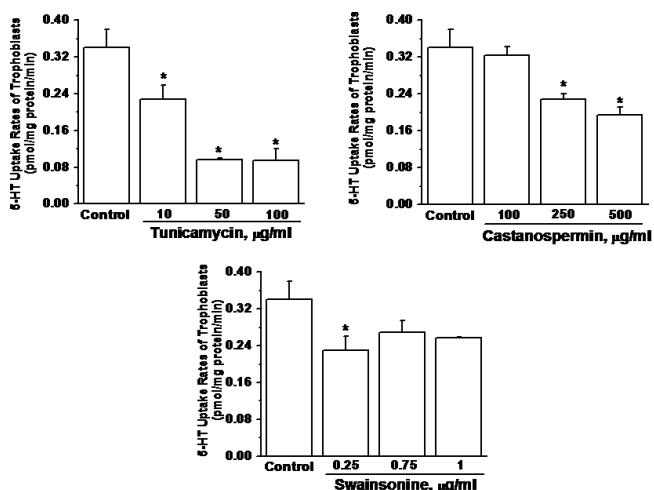 5-HT Uptake Rates of Trophoblasts
(pmol/mg protein/min)
0.40
0.32
0.24
0.16
0.08
0.00
*
*
*
Control
10
50
100
Tunicamycin, μg/ml
5-HT Uptake Rates of Trophoblasts
(pmol/mg protein/min)
0.40
0.32
0.24
0.16
0.08
0.00
*
*
Control
100
250
500
Castanospermin, μg/ml
5-HT Uptake Rates of Trophoblasts
(pmol/mg protein/min)
0.40
0.32
0.24
0.16
0.08
0.00
*
Control
0.25
0.75
1
Swainsonine, μg/ml